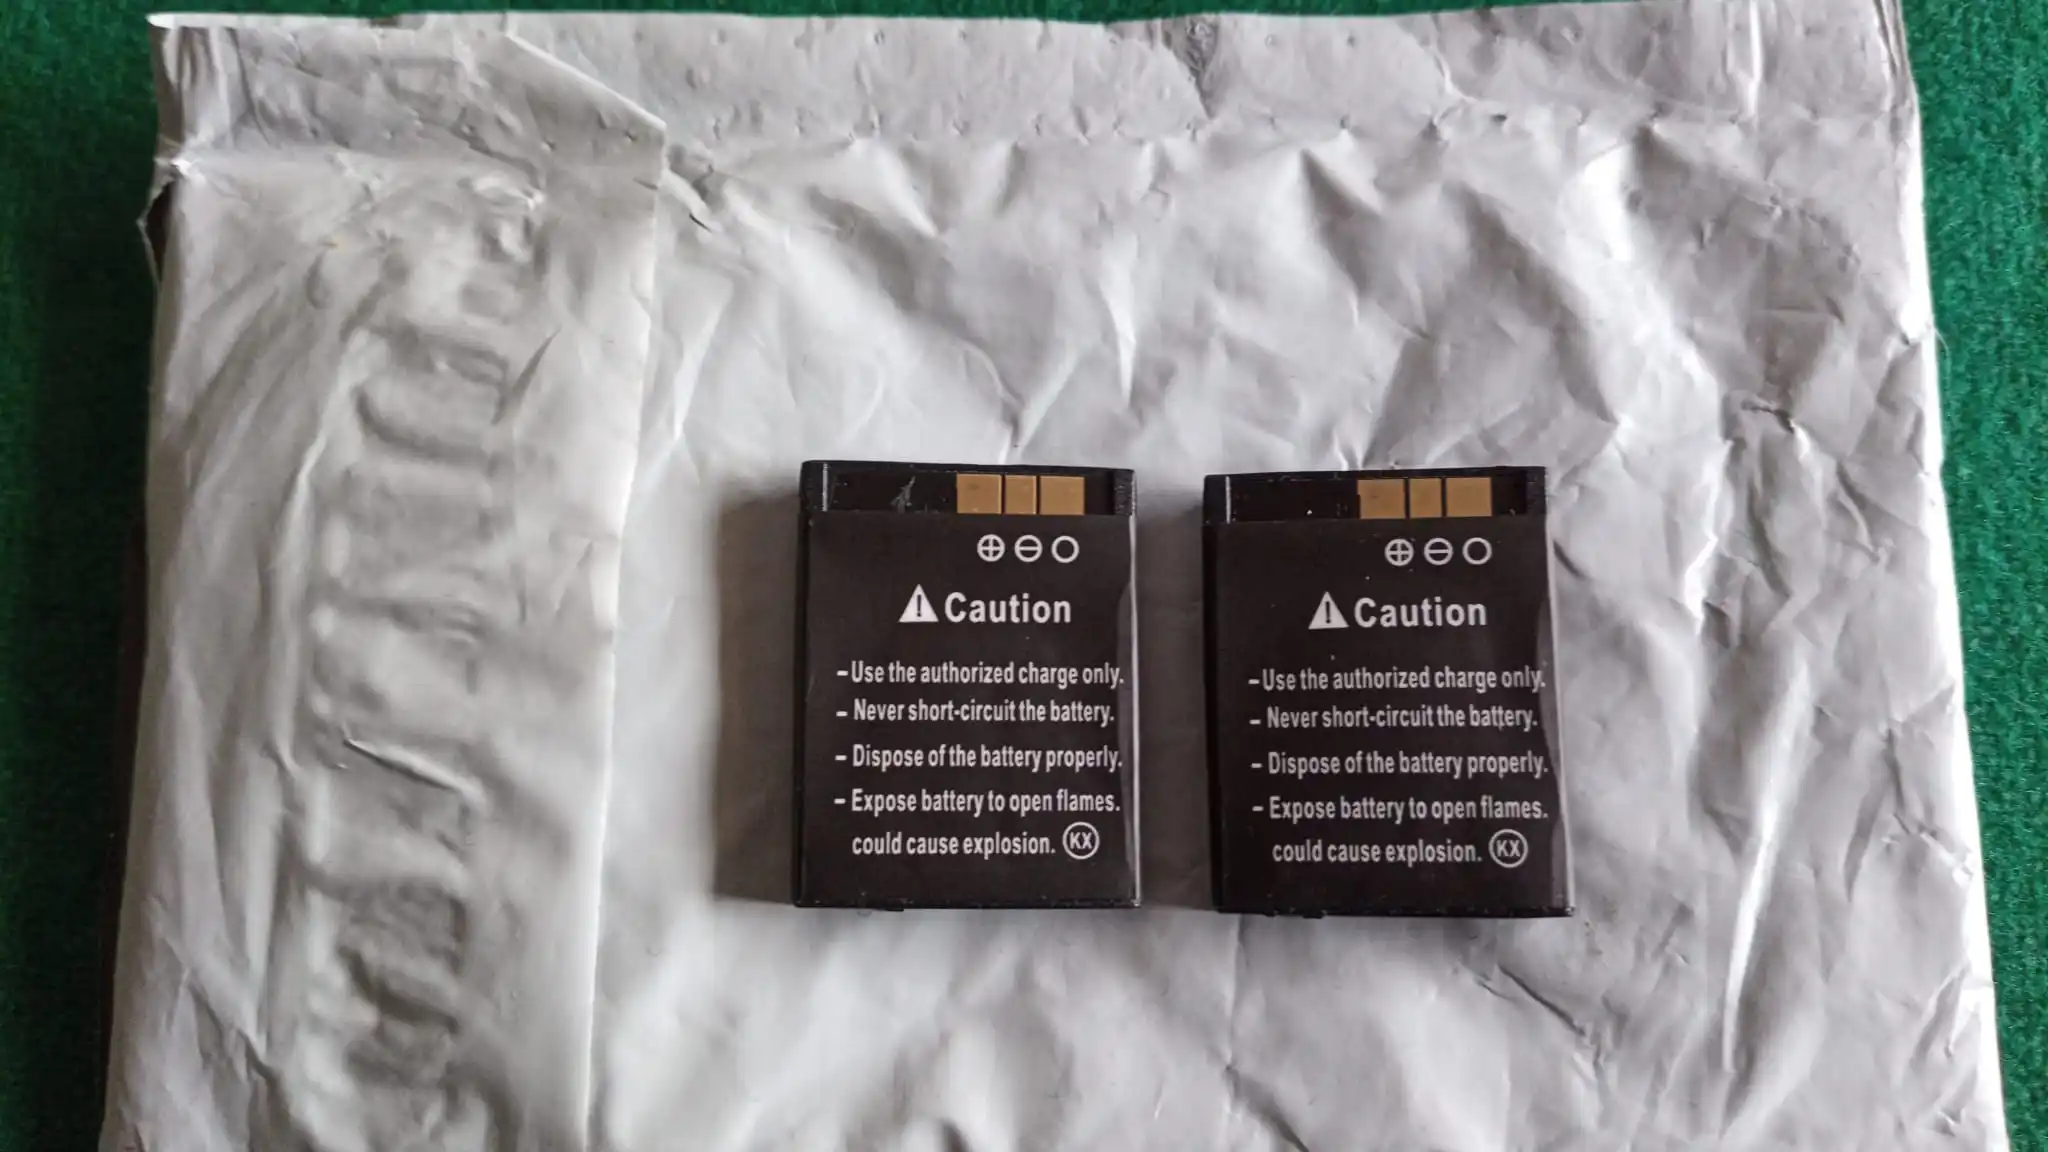 ⊕ ⊖ ○
⚠ Caution
-Use the authorized charge only.
- Never short-circuit the battery.
- Dispose of the battery properly.
- Expose battery to open flames.
could cause explosion. KX
⊕ ⊖ ○
⚠ Caution
-Use the authorized charge only.
- Never short-circuit the battery.
- Dispose of the battery properly.
- Expose battery to open flames.
could cause explosion. KX